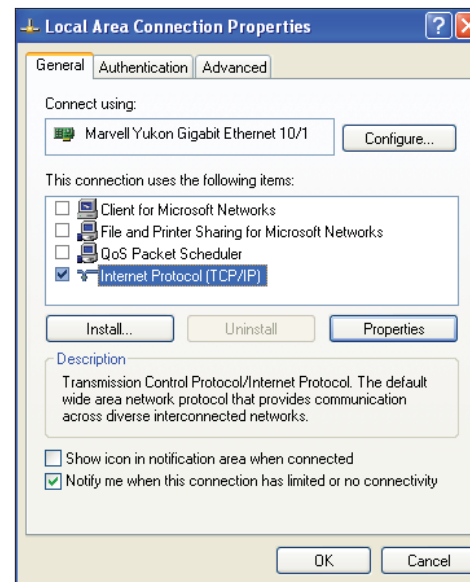 Local Area Connection Properties
General Authentication Advanced
Connect using:
Marvell Yukon Gigabit Ethernet 10/1 Configure...
This connection uses the following items:
Client for Microsoft Networks
File and Printer Sharing for Microsoft Networks
QoS Packet Scheduler
Internet Protocol (TCP/IP)
Install... Uninstall Properties
Description
Transmission Control Protocol/Internet Protocol. The default
wide area network protocol that provides communication
across diverse interconnected networks.
Show icon in notification area when connected
Notify me when this connection has limited or no connectivity
OK Cancel